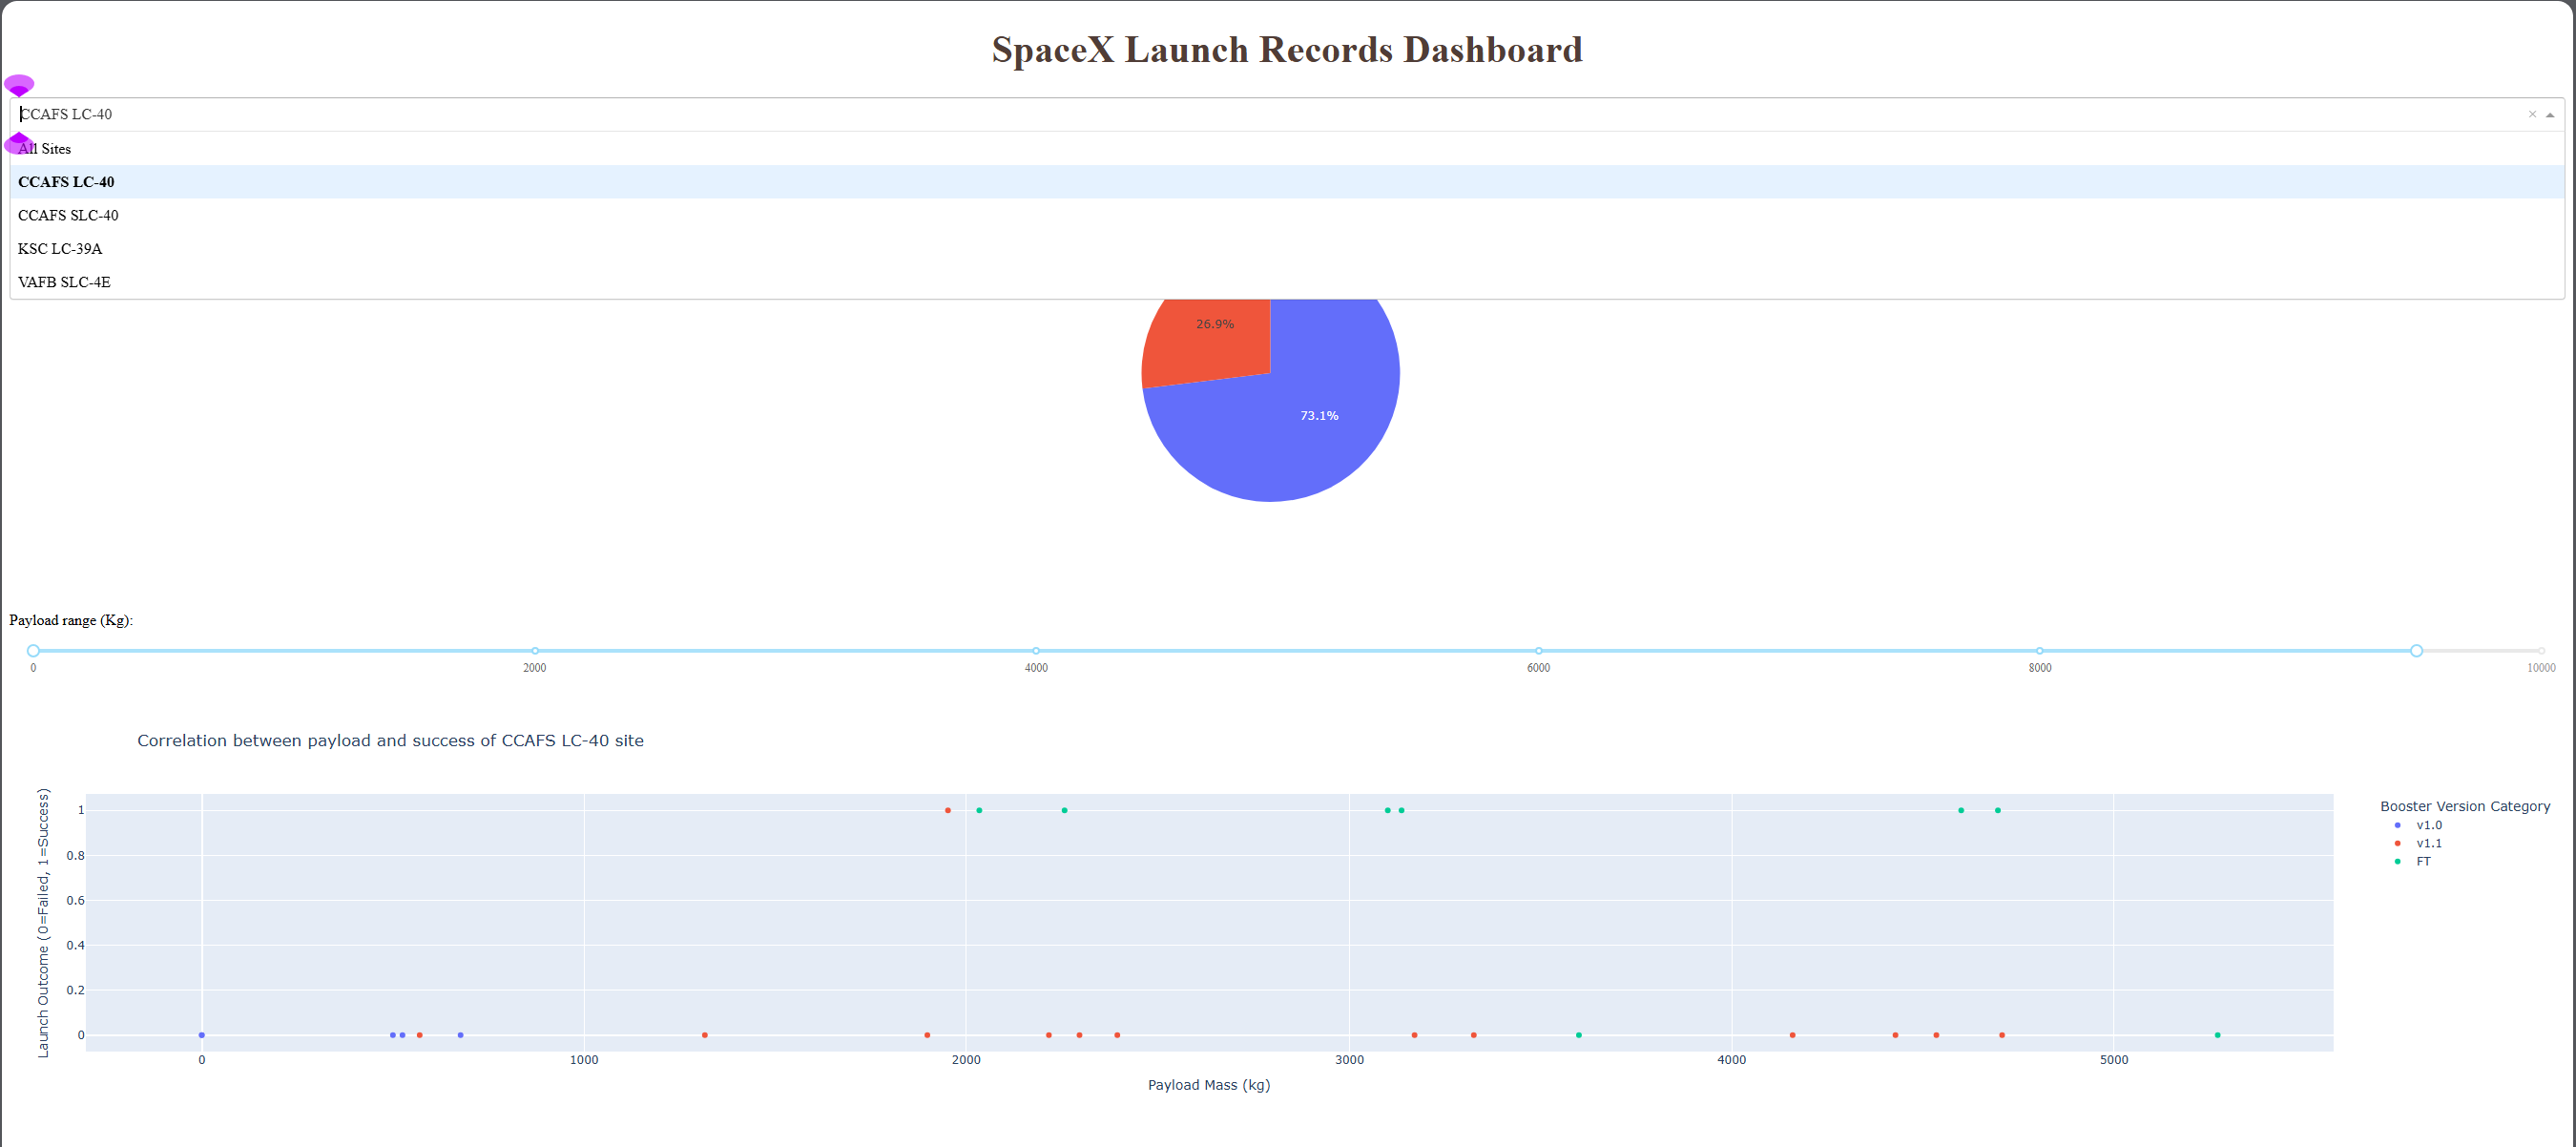 SpaceX Launch Records Dashboard
CCAFS LC-40
All Sites
CCAFS LC-40
CCAFS SLC-40
KSC LC-39A
VAFB SLC-4E
26.9%
73.1%
Payload range (Kg):
0 2000 4000 6000 8000 10000
Correlation between payload and success of CCAFS LC-40 site
Launch Outcome (0=Failed, 1=Success)
1
0.8
0.6
0.4
0.2
0
0 1000 2000 3000 4000 5000
Payload Mass (kg)
Booster Version Category
v1.0
v1.1
FT